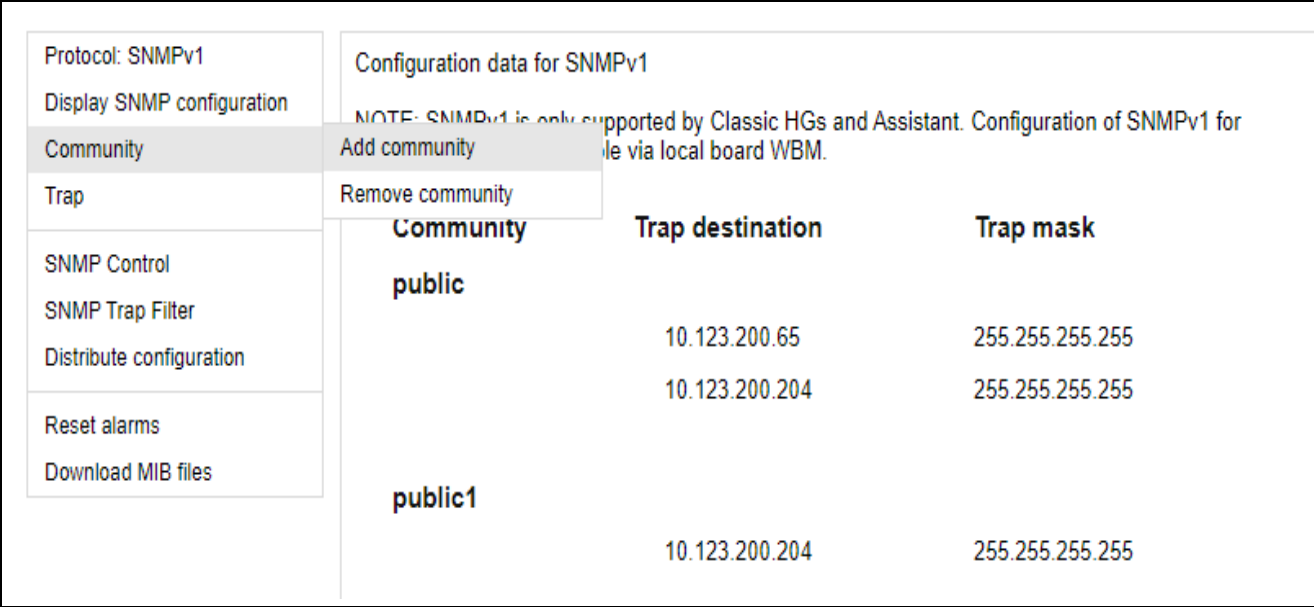 Protocol: SNMPv1
Display SNMP configuration
Community
Trap
SNMP Control
SNMP Trap Filter
Distribute configuration
Reset alarms
Download MIB files
Add community
Remove community
Configuration data for SNMPv1
NOTE: SNMPv1 is only supported by Classic HGs and Assistant. Configuration of SNMPv1 for
via local board WBM.
Community Trap destination Trap mask
public
10.123.200.65 255.255.255.255
10.123.200.204 255.255.255.255
public1
10.123.200.204 255.255.255.255